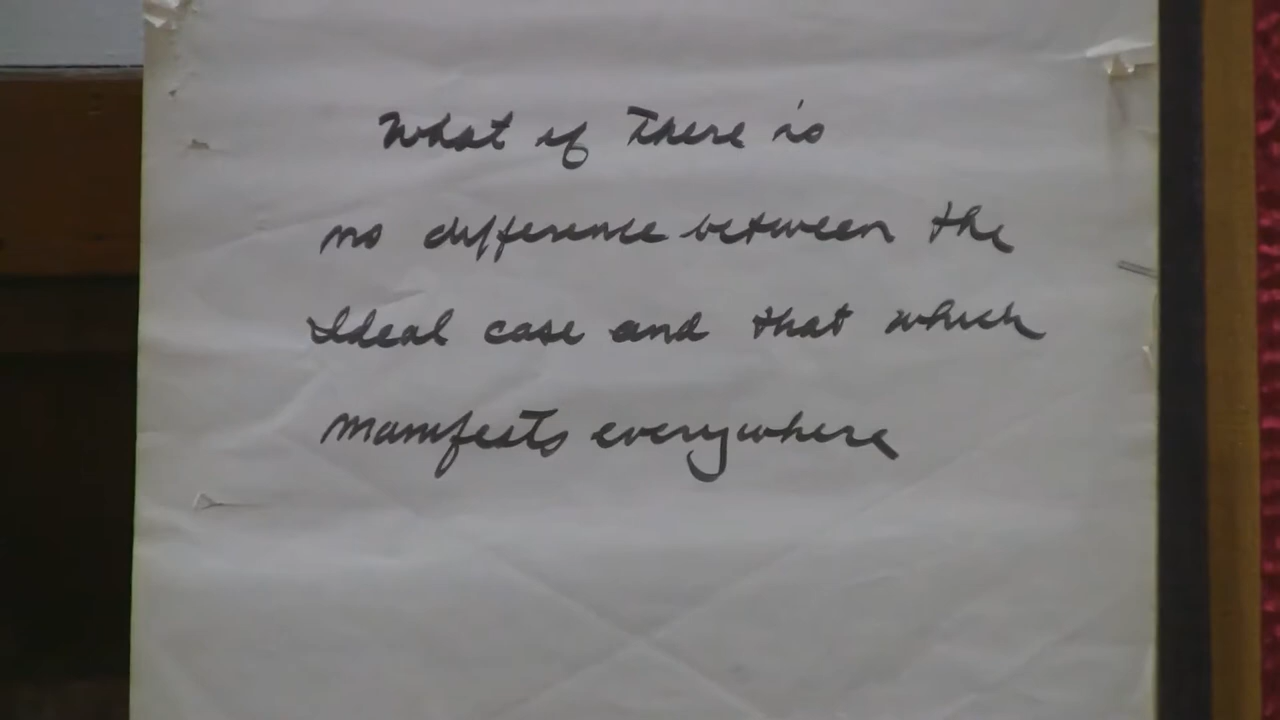 What if There is
no difference between the
Ideal case and that which
manifests everywhere